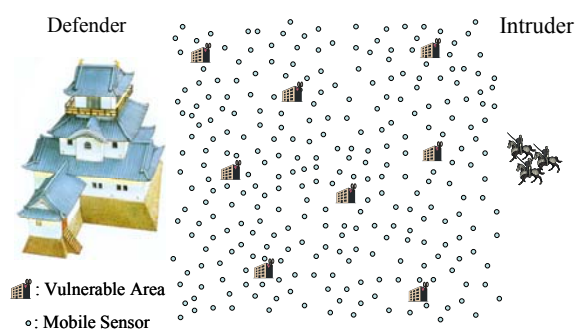 Defender
Intruder
: Vulnerable Area
: Mobile Sensor